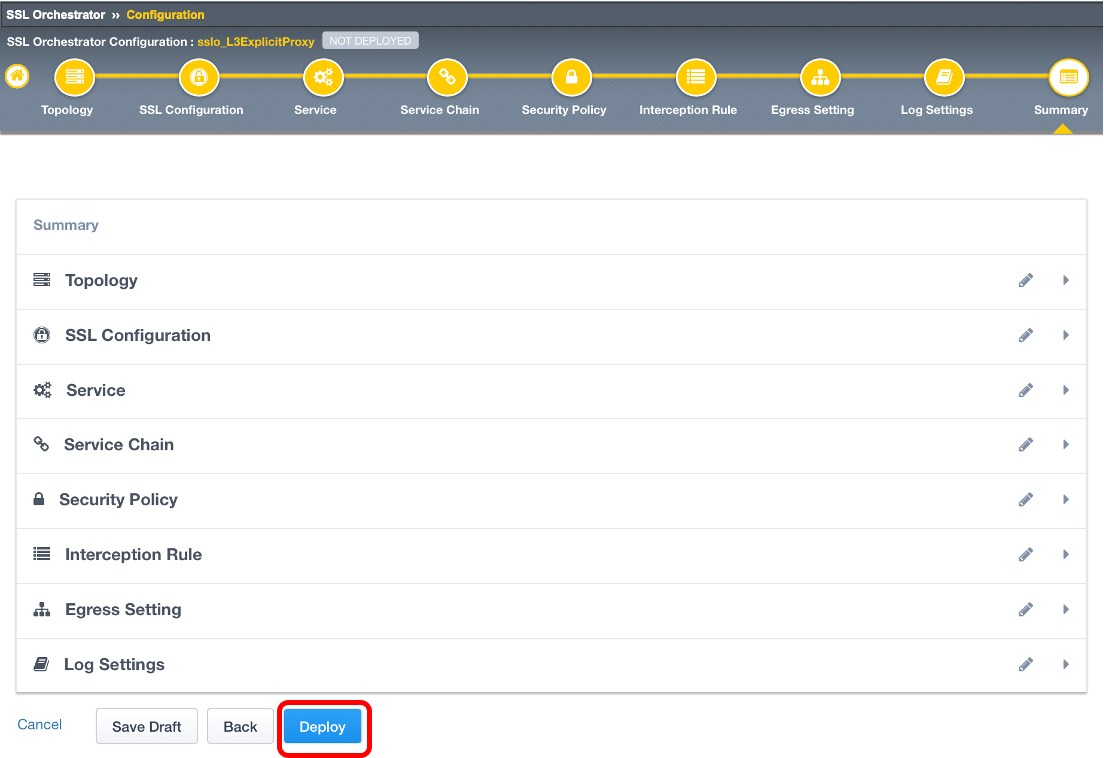 SSL Orchestrator » Configuration
SSL Orchestrator Configuration : sslo_L3ExplicitProxy NOT DEPLOYED
Topology SSL Configuration Service Service Chain Security Policy Interception Rule Egress Setting Log Settings Summary
Summary
Topology
SSL Configuration
Service
Service Chain
Security Policy
Interception Rule
Egress Setting
Log Settings
Cancel Save Draft Back Deploy